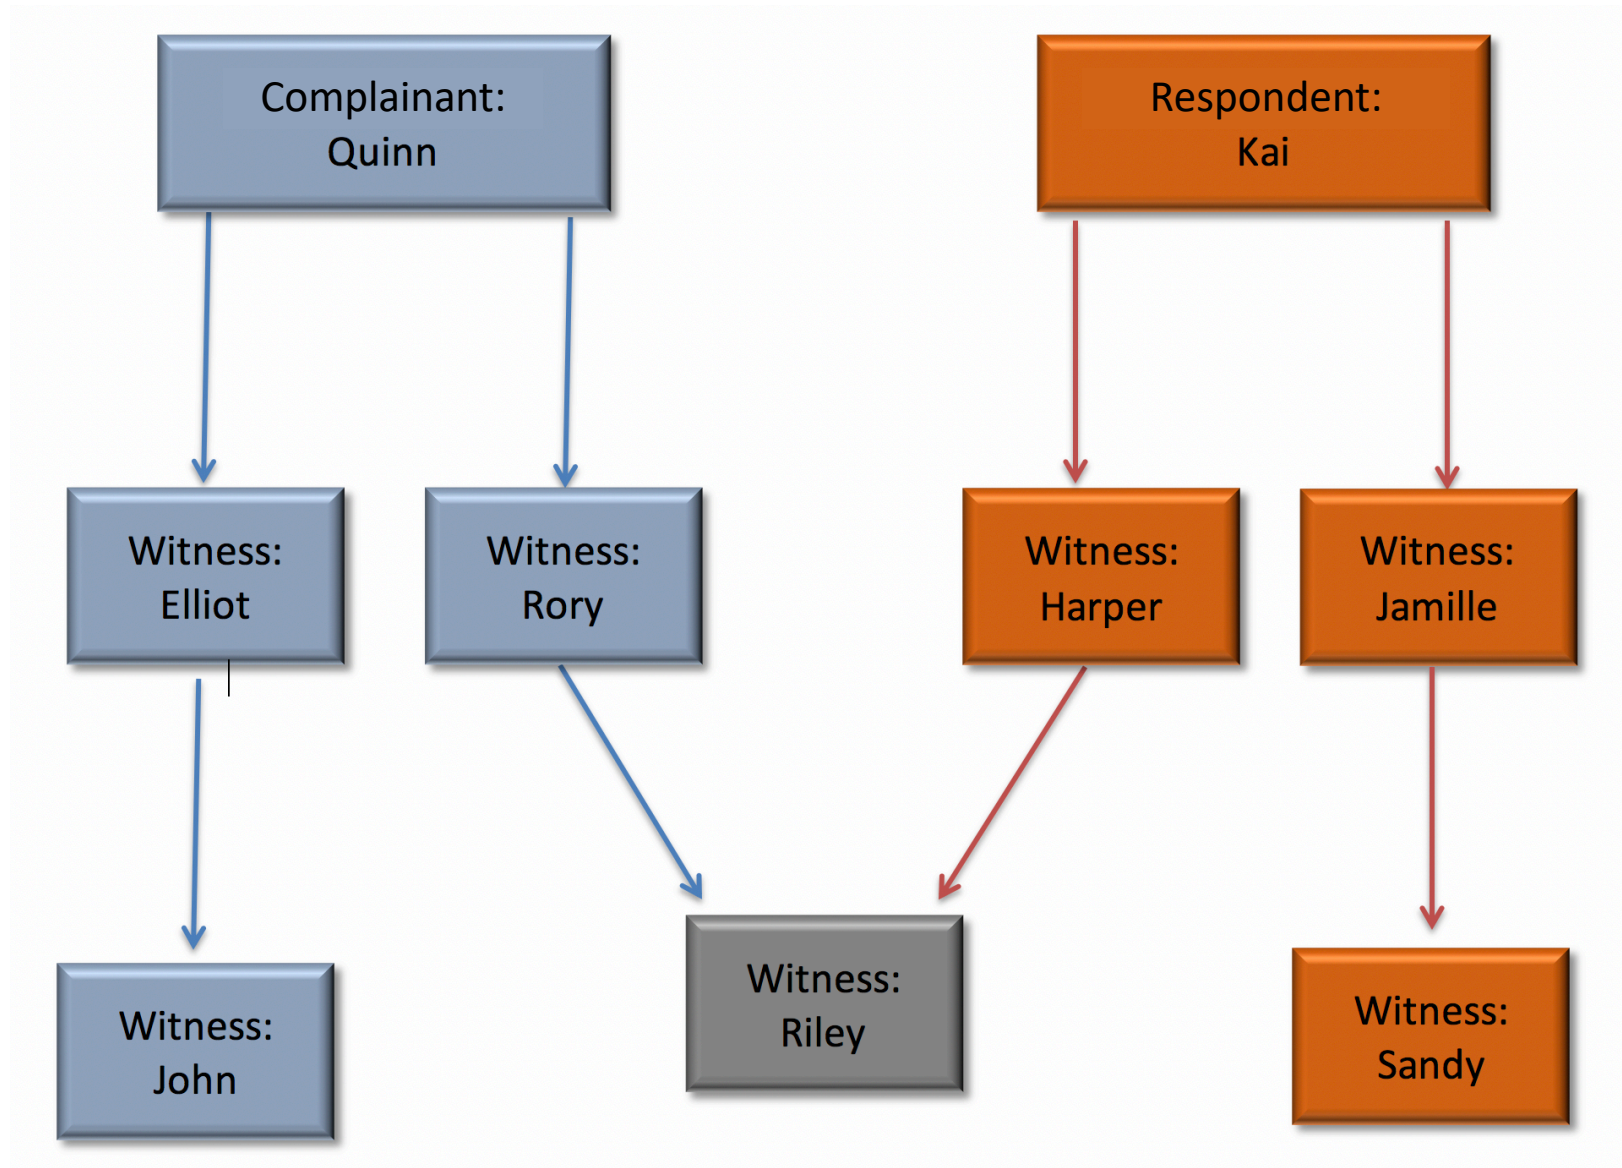 Complainant:
Quinn
Respondent:
Kai
Witness:
Elliot
Witness:
Rory
Witness:
Harper
Witness:
Jamille
Witness:
John
Witness:
Riley
Witness:
Sandy